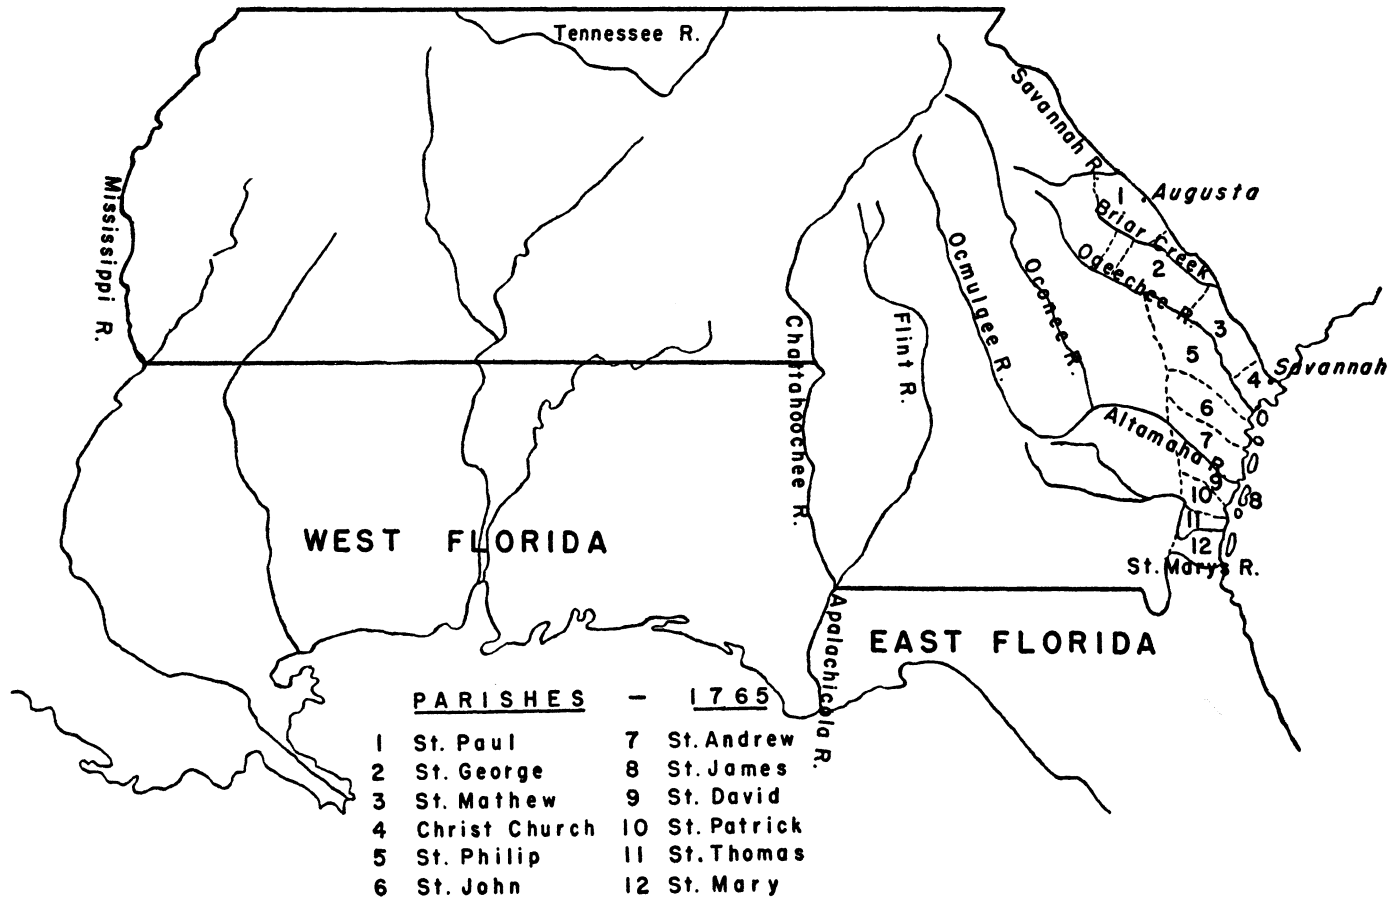 Tennessee R.
Savannah R.
Mississippi R.
1
Augusta
Briar Creek
2
Ogeechee R.
Ocmulgee R.
Oconee R.
3
Chattahoochee R.
Flint R.
5
4
Savannah
6
Altamaha R.
7
9
10
8
11
12
WEST FLORIDA
St. Marys R.
Apalachicola R.
EAST FLORIDA
PARISHES - 1765
1 St. Paul
2 St. George
3 St. Mathew
4 Christ Church
5 St. Philip
6 St. John
7 St. Andrew
8 St. James
9 St. David
10 St. Patrick
11 St. Thomas
12 St. Mary